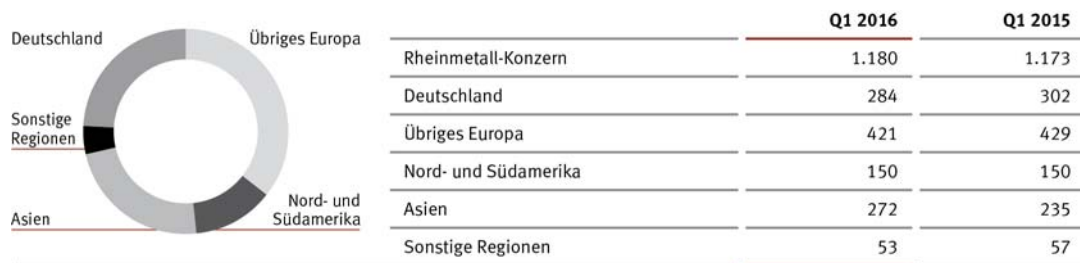 Deutschland
Übriges Europa
Sonstige
Regionen
Asien
Nord- und
Südamerika
Q1 2016 Q1 2015
Rheinmetall-Konzern 1.180 1.173
Deutschland 284 302
Übriges Europa 421 429
Nord- und Südamerika 150 150
Asien 272 235
Sonstige Regionen 53 57